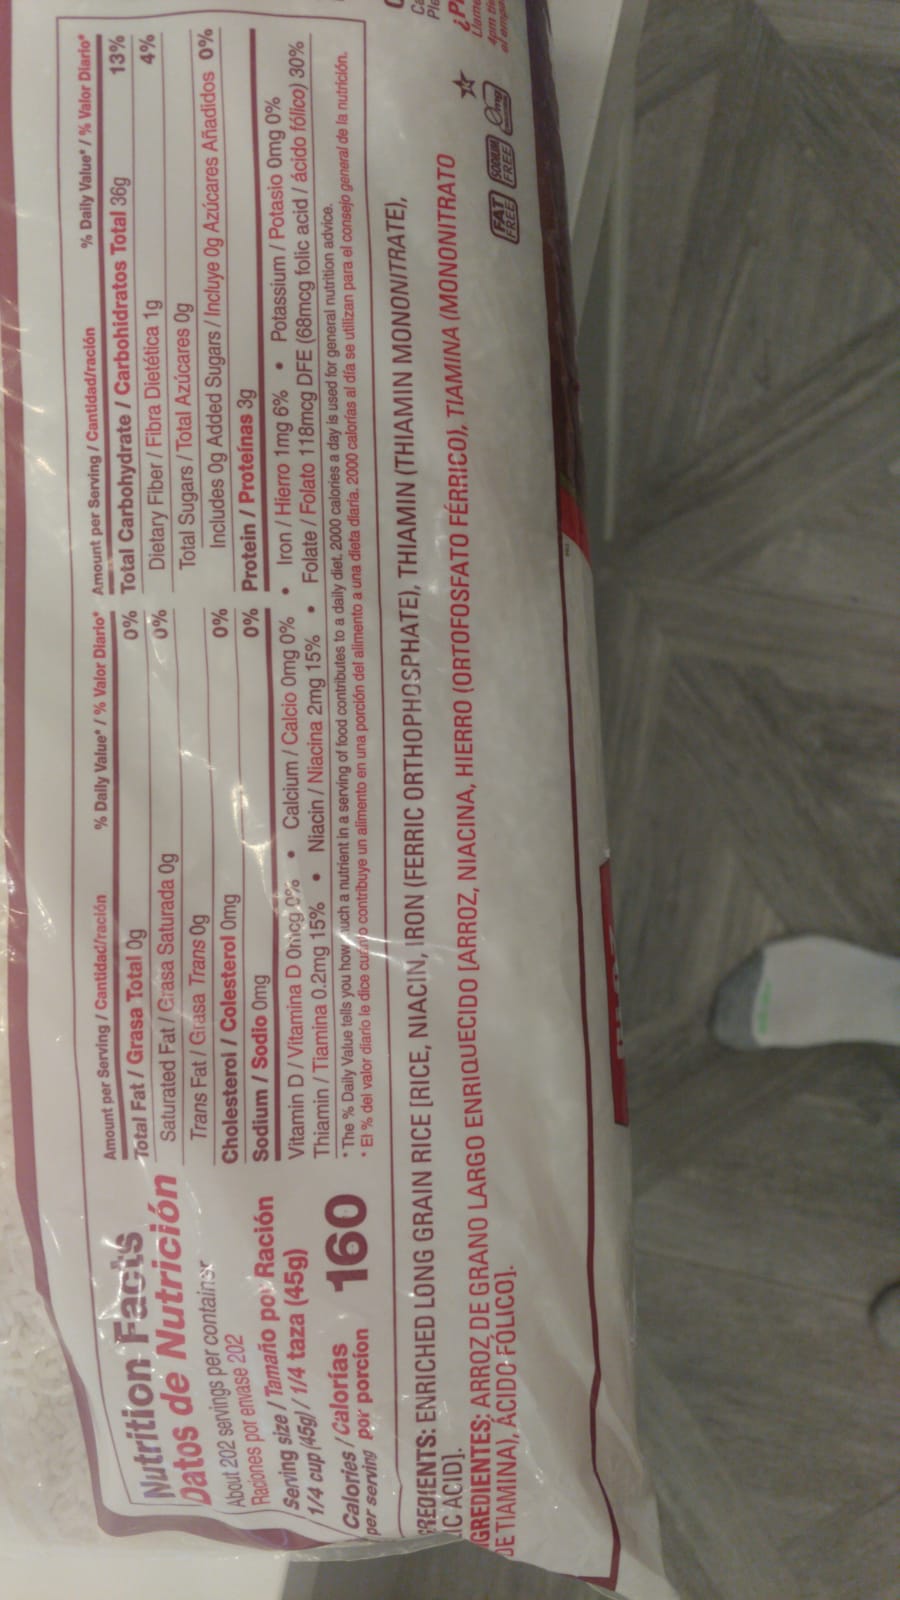 Nutrition Facts
Datos de Nutrición
About 202 servings per container
Raciones por envase 202
Serving size / Tamaño por Ración
1/4 cup (45g) / 1/4 taza (45g)
Calories / Calorías
per serving por porcion
160
Amount per Serving / Cantidad/ración % Daily Value* / % Valor Diario*
Total Fat / Grasa Total 0g 0%
Saturated Fat / Grasa Saturada 0g 0%
Trans Fat / Grasa Trans 0g
Cholesterol / Colesterol 0mg 0%
Sodium / Sodio 0mg 0%
Amount per Serving / Cantidad/ración % Daily Value* / % Valor Diario*
Total Carbohydrate / Carbohidratos Total 36g 13%
Dietary Fiber / Fibra Dietética 1g 4%
Total Sugars / Total Azúcares 0g
Includes 0g Added Sugars / Incluye 0g Azúcares Añadidos 0%
Protein / Proteínas 3g
Vitamin D / Vitamina D 0mcg 0% • Calcium / Calcio 0mg 0% • Iron / Hierro 1mg 6% • Potassium / Potasio 0mg 0%
Thiamin / Tiamina 0.2mg 15% • Niacin / Niacina 2mg 15% • Folate / Folato 118mcg DFE (68mcg folic acid / ácido fólico) 30%
* The % Daily Value tells you how much a nutrient in a serving of food contributes to a daily diet. 2000 calories a day is used for general nutrition advice.
* El % del valor diario le dice cuánto contribuye un alimento en una porción del alimento a una dieta diaria. 2000 calorías al día se utilizan para el consejo general de la nutrición.
GREDIENTS: ENRICHED LONG GRAIN RICE [RICE, NIACIN, IRON (FERRIC ORTHOPHOSPHATE), THIAMIN (THIAMIN MONONITRATE),
IC ACID].
GREDIENTES: ARROZ DE GRANO LARGO ENRIQUECIDO [ARROZ, NIACINA, HIERRO (ORTOFOSFATO FÉRRICO), TIAMINA (MONONITRATO
DE TIAMINA), ÁCIDO FÓLICO].
FAT FREE
SODIUM FREE
0mg